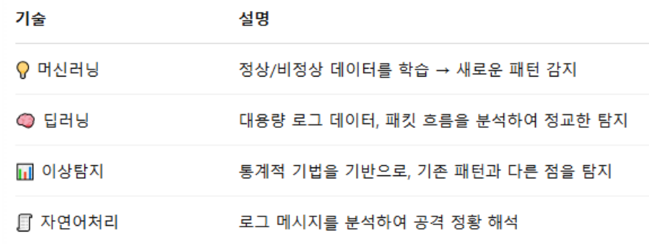 기술 설명
💡 머신러닝 정상/비정상 데이터를 학습 → 새로운 패턴 감지
🧠 딥러닝 대용량 로그 데이터, 패킷 흐름을 분석하여 정교한 탐지
📊 이상탐지 통계적 기법을 기반으로, 기존 패턴과 다른 점을 탐지
🧾 자연어처리 로그 메시지를 분석하여 공격 정황 해석